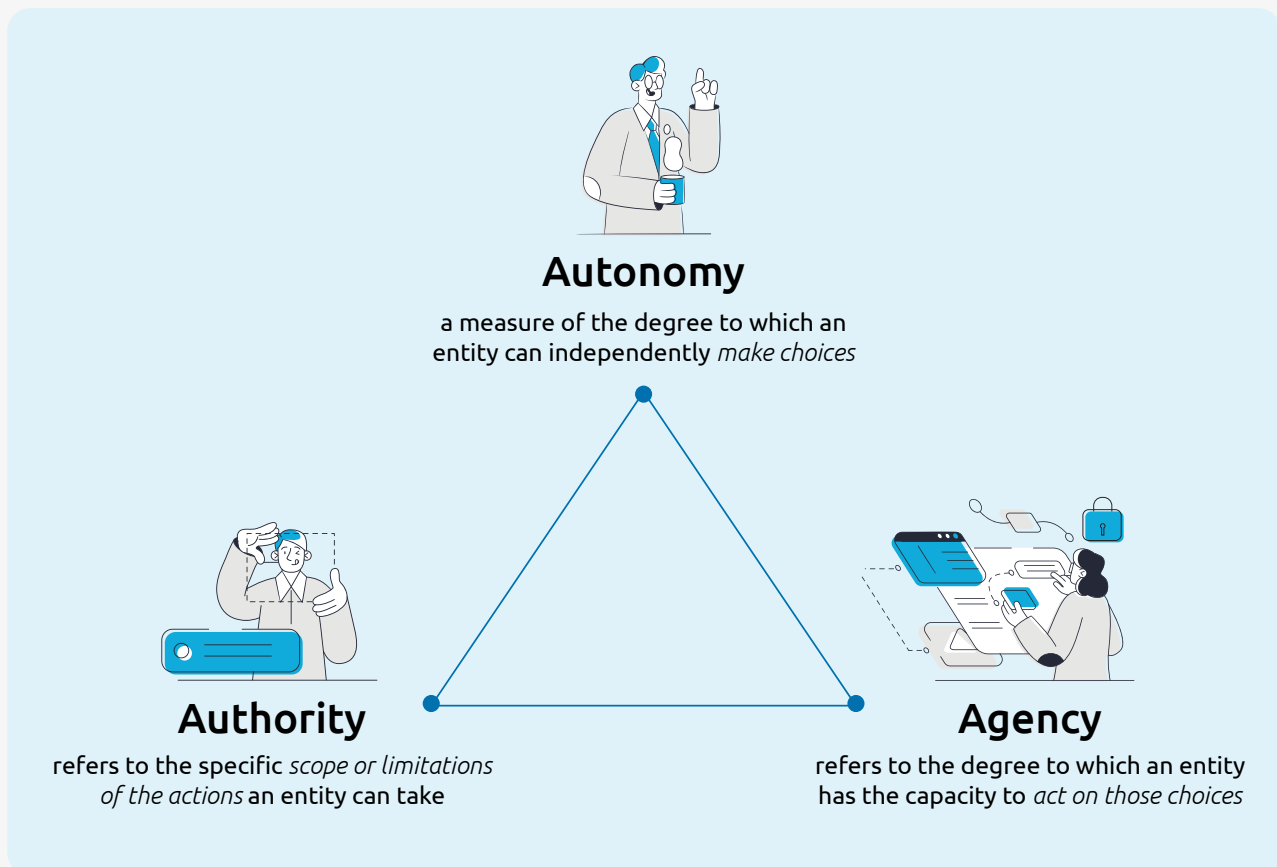 Autonomy
a measure of the degree to which an
entity can independently make choices
Authority
refers to the specific scope or limitations
of the actions an entity can take
Agency
refers to the degree to which an entity
has the capacity to act on those choices